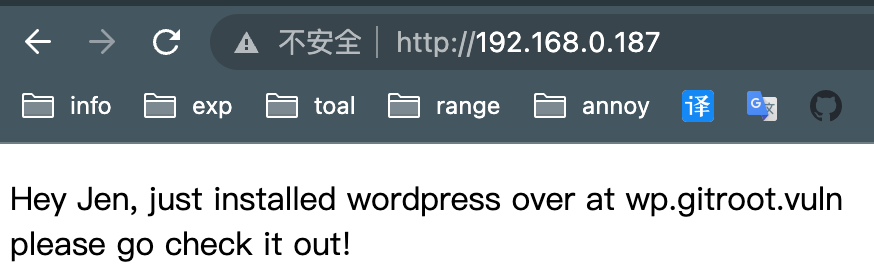 不安全 http://192.168.0.187
info exp toal range annoy 译 G 文
Hey Jen, just installed wordpress over at wp.gitroot.vuln
please go check it out!